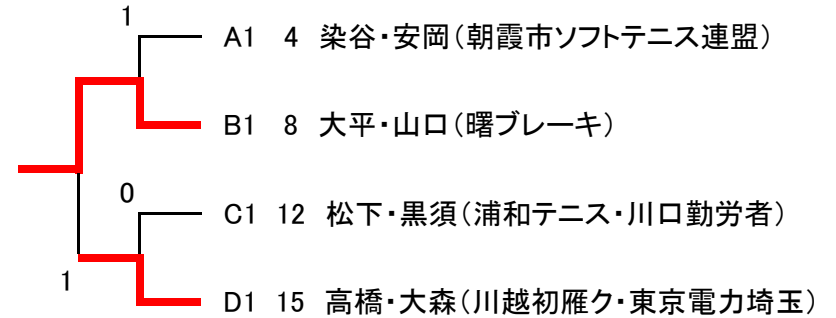 1
A1 4 染谷・安岡(朝霞市ソフトテニス連盟)
B1 8 大平・山口(曙ブレーキ)
0
C1 12 松下・黒須(浦和テニス・川口勤労者)
1
D1 15 高橋・大森(川越初雁ク・東京電力埼玉)